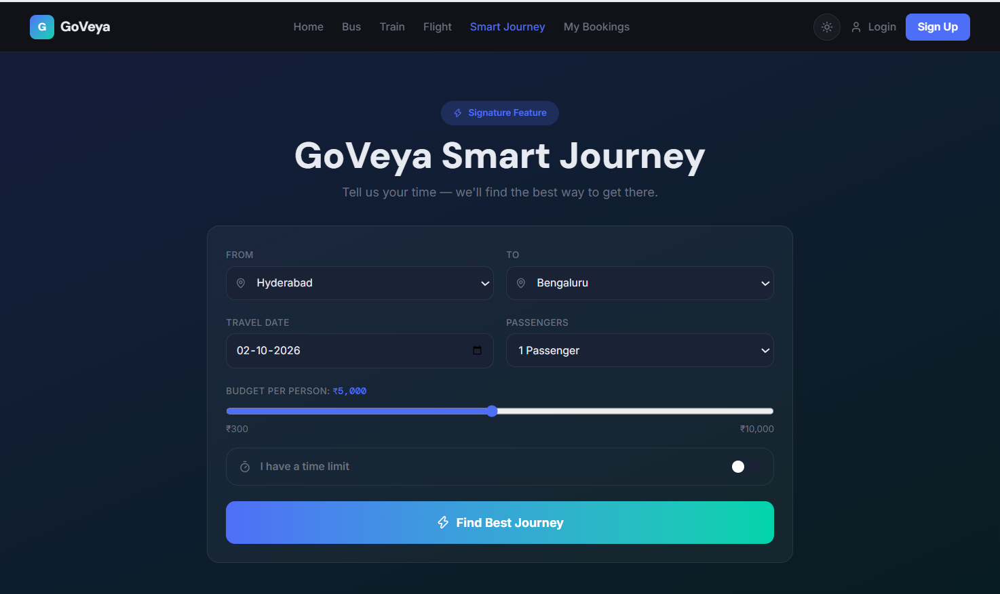 G GoVeya Home Bus Train Flight Smart Journey My Bookings Login Sign Up
Signature Feature
GoVeya Smart Journey
Tell us your time — we'll find the best way to get there.
FROM TO
Hyderabad Bengaluru
TRAVEL DATE PASSENGERS
02-10-2026 1 Passenger
BUDGET PER PERSON: ₹5,000
₹300 ₹10,000
I have a time limit
Find Best Journey